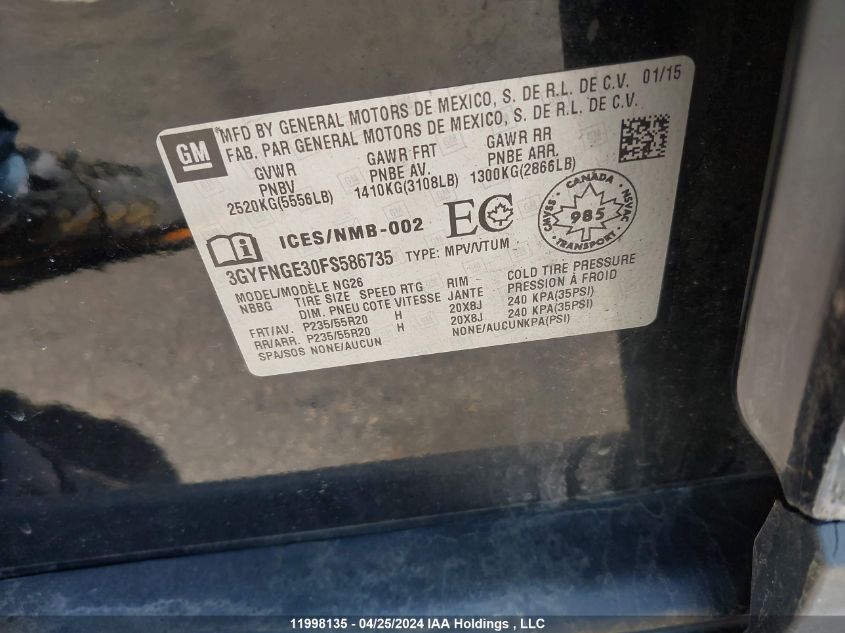 GM
MFD BY GENERAL MOTORS DE MEXICO, S. DE R.L. DE C.V. 01/15
FAB. PAR GENERAL MOTORS DE MEXICO, S. DE R.L. DE C.V.
GVWR GAWR FRT GAWR RR
PNBV PNBE AV. PNBE ARR.
2520KG(5556LB) 1410KG(3108LB) 1300KG(2866LB)
ICES/NMB-002 EC
CANADA
CMVSS 985 NSVAC
TRANSPORT
3GYFNGE30FS586735 TYPE: MPV/VTUM
MODEL/MODÈLE NG26
NBBG TIRE SIZE SPEED RTG RIM COLD TIRE PRESSURE
DIM. PNEU COTE VITESSE JANTE PRESSION À FROID
FRT/AV. P235/55R20 H 20X8J 240 KPA(35PSI)
RR/ARR. P235/55R20 H 20X8J 240 KPA(35PSI)
SPA/SOS NONE/AUCUN NONE/AUCUNKPA(PSI)
11998135 - 04/25/2024 IAA Holdings , LLC